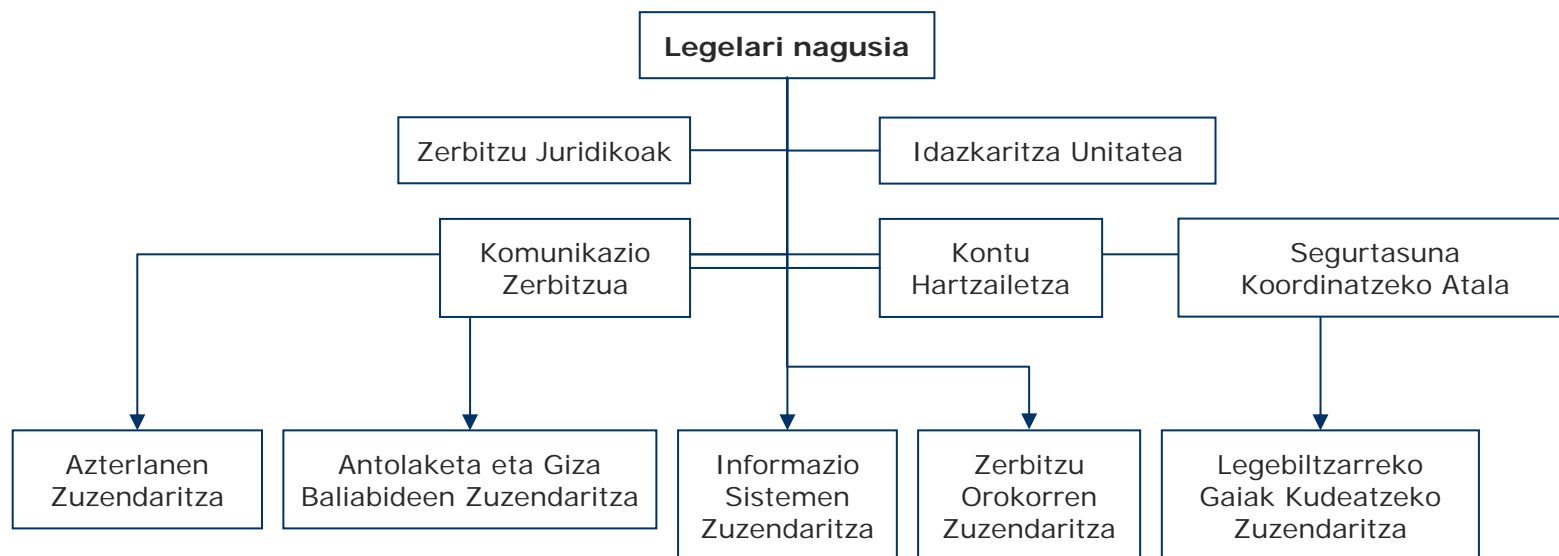 Legelari nagusia
Zerbitzu Juridikoak
Idazkaritza Unitatea
Komunikazio
Zerbitzua
Kontu
Hartzailetza
Segurtasuna
Koordinatzeko Atala
Azterlanen
Zuzendaritza
Antolaketa eta Giza
Baliabideen Zuzendaritza
Informazio
Sistemen
Zuzendaritza
Zerbitzu
Orokorren
Zuzendaritza
Legebiltzarreko
Gaiak Kudeatzeko
Zuzendaritza